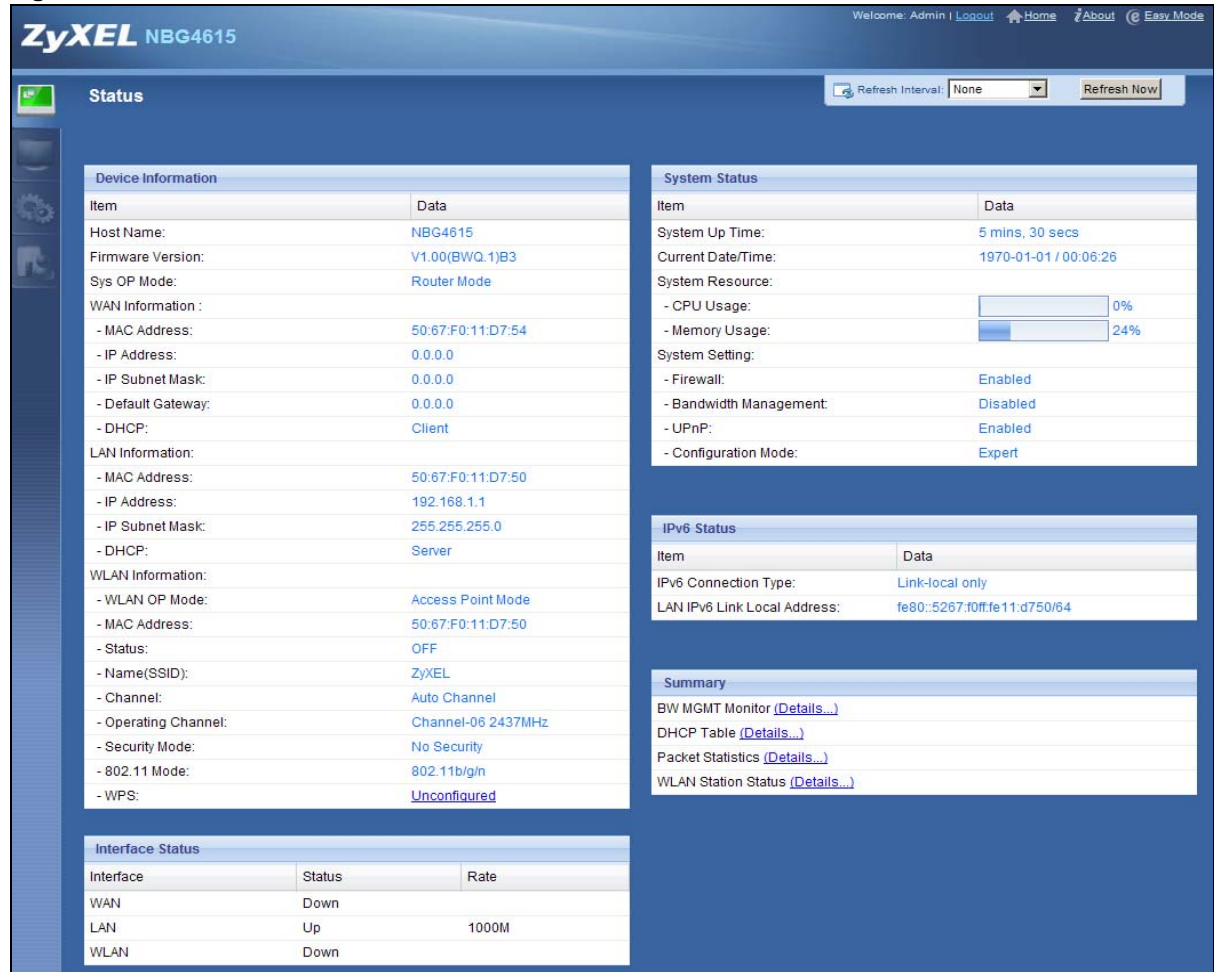 ZyXEL NBG4615
Welcome: Admin | Logout Home About Easy Mode
Status
Refresh Interval: None Refresh Now
Device Information
Item Data
Host Name: NBG4615
Firmware Version: V1.00(BWQ.1)B3
Sys OP Mode: Router Mode
WAN Information :
- MAC Address: 50:67:F0:11:D7:54
- IP Address: 0.0.0.0
- IP Subnet Mask: 0.0.0.0
- Default Gateway: 0.0.0.0
- DHCP: Client
LAN Information:
- MAC Address: 50:67:F0:11:D7:50
- IP Address: 192.168.1.1
- IP Subnet Mask: 255.255.255.0
- DHCP: Server
WLAN Information:
- WLAN OP Mode: Access Point Mode
- MAC Address: 50:67:F0:11:D7:50
- Status: OFF
- Name(SSID): ZyXEL
- Channel: Auto Channel
- Operating Channel: Channel-06 2437MHz
- Security Mode: No Security
- 802.11 Mode: 802.11b/g/n
- WPS: Unconfigured
Interface Status
Interface Status Rate
WAN Down
LAN Up 1000M
WLAN Down
System Status
Item Data
System Up Time: 5 mins, 30 secs
Current Date/Time: 1970-01-01 / 00:06:26
System Resource:
- CPU Usage: 0%
- Memory Usage: 24%
System Setting:
- Firewall: Enabled
- Bandwidth Management: Disabled
- UPnP: Enabled
- Configuration Mode: Expert
IPv6 Status
Item Data
IPv6 Connection Type: Link-local only
LAN IPv6 Link Local Address: fe80::5267:f0ff:fe11:d750/64
Summary
BW MGMT Monitor (Details...)
DHCP Table (Details...)
Packet Statistics (Details...)
WLAN Station Status (Details...)